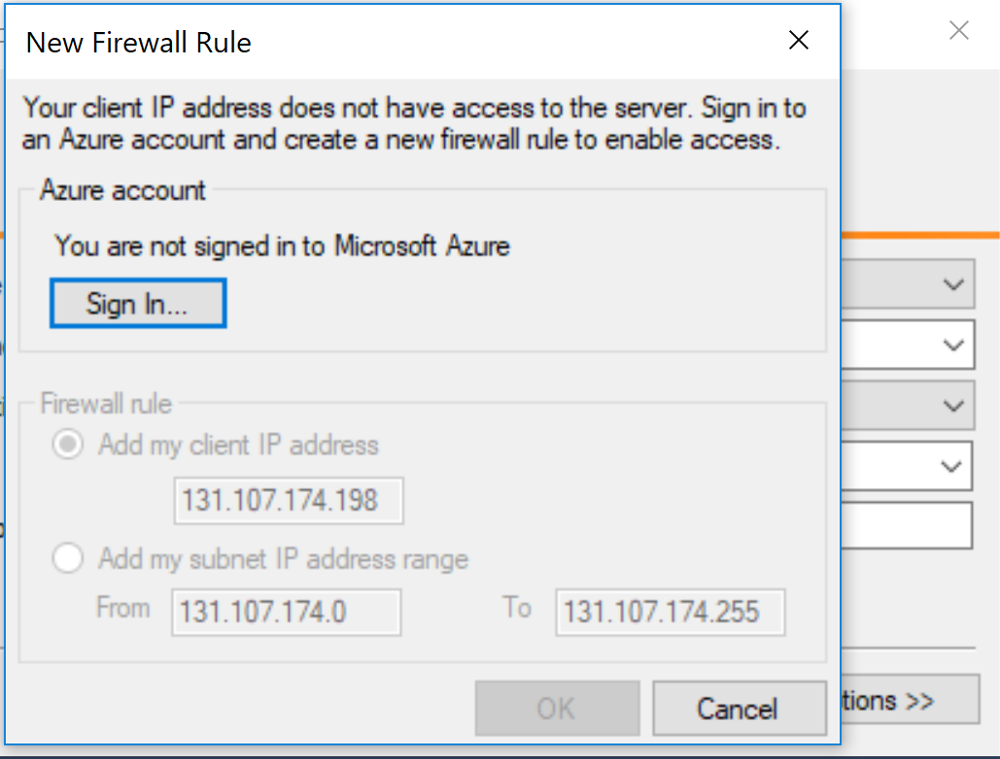 New Firewall Rule
Your client IP address does not have access to the server. Sign in to
an Azure account and create a new firewall rule to enable access.
Azure account
You are not signed in to Microsoft Azure
Sign In...
Firewall rule
Add my client IP address
131.107.174.198
Add my subnet IP address range
From 131.107.174.0 To 131.107.174.255
OK Cancel
tions >>